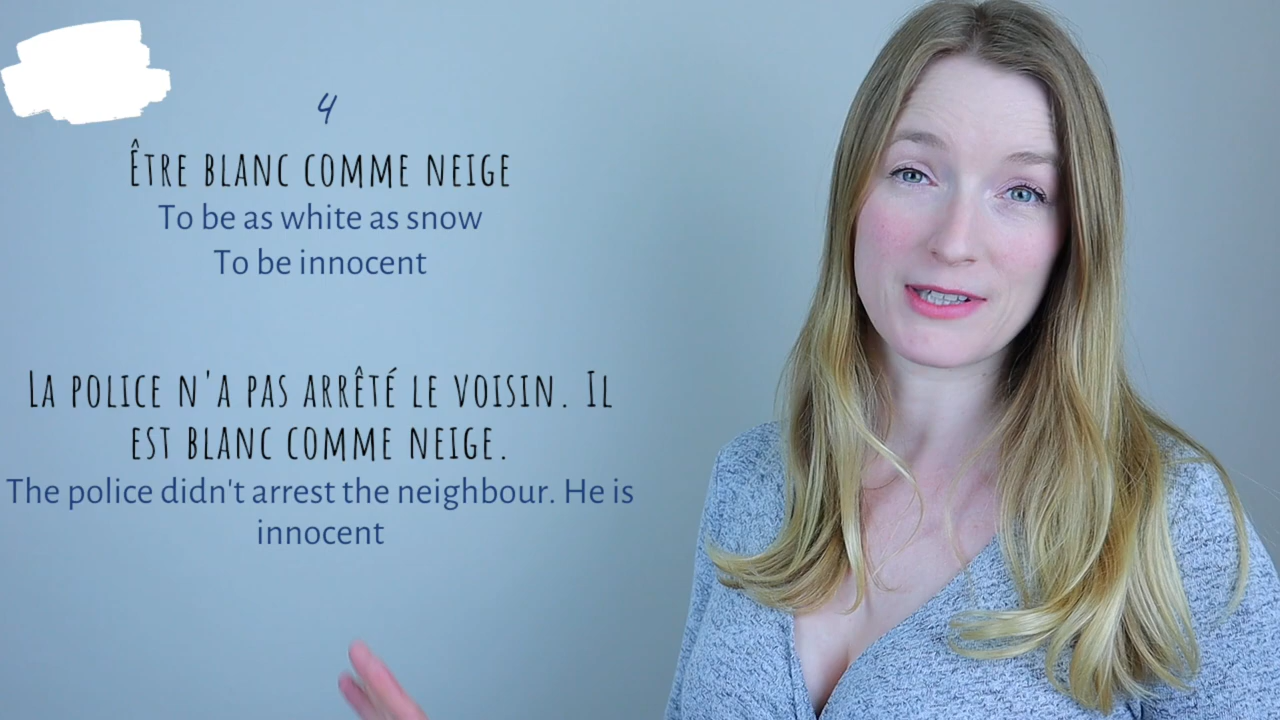 4
Être blanc comme neige
To be as white as snow
To be innocent
La police n'a pas arrêté le voisin. Il
est blanc comme neige.
The police didn't arrest the neighbour. He is
innocent